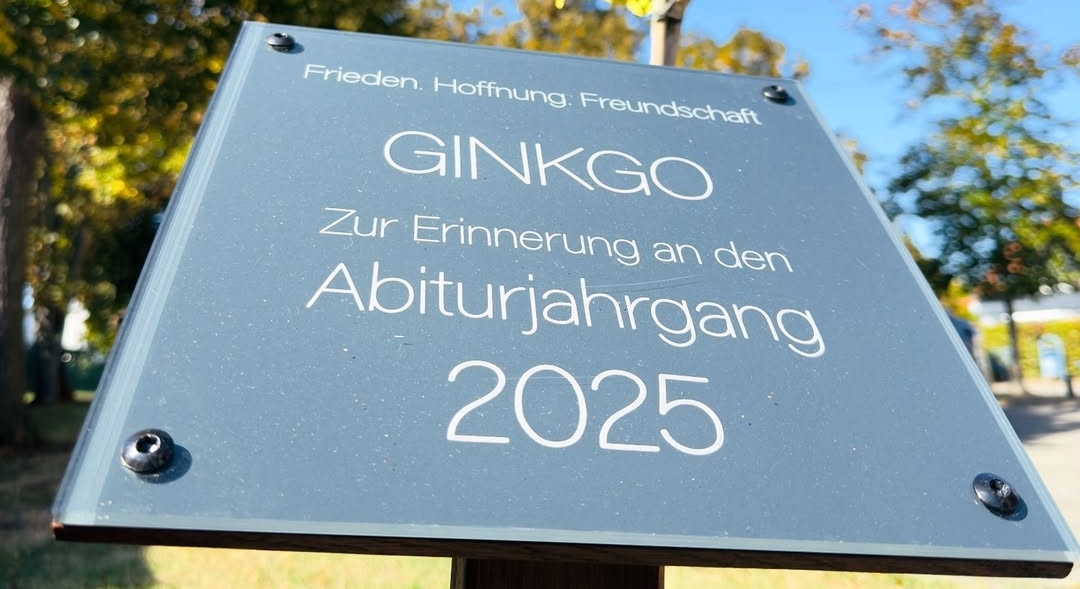 Frieden. Hoffnung. Freundschaft
GINKGO
Zur Erinnerung an den
Abiturjahrgang
2025